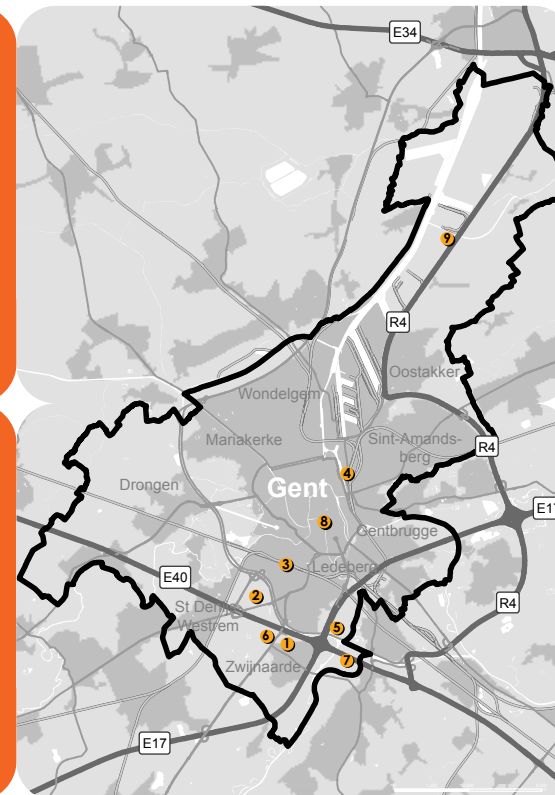 E34
9
R4
Oostakker
Wondelgem
Mariakerke
Sint-Amands-
berg
R4
4
Drongen
Gent
E17
8
Gentbrugge
3
Ledeberg
E40
2
R4
St Denijs
Westrem
5
6
1
7
Zwijnaarde
E17